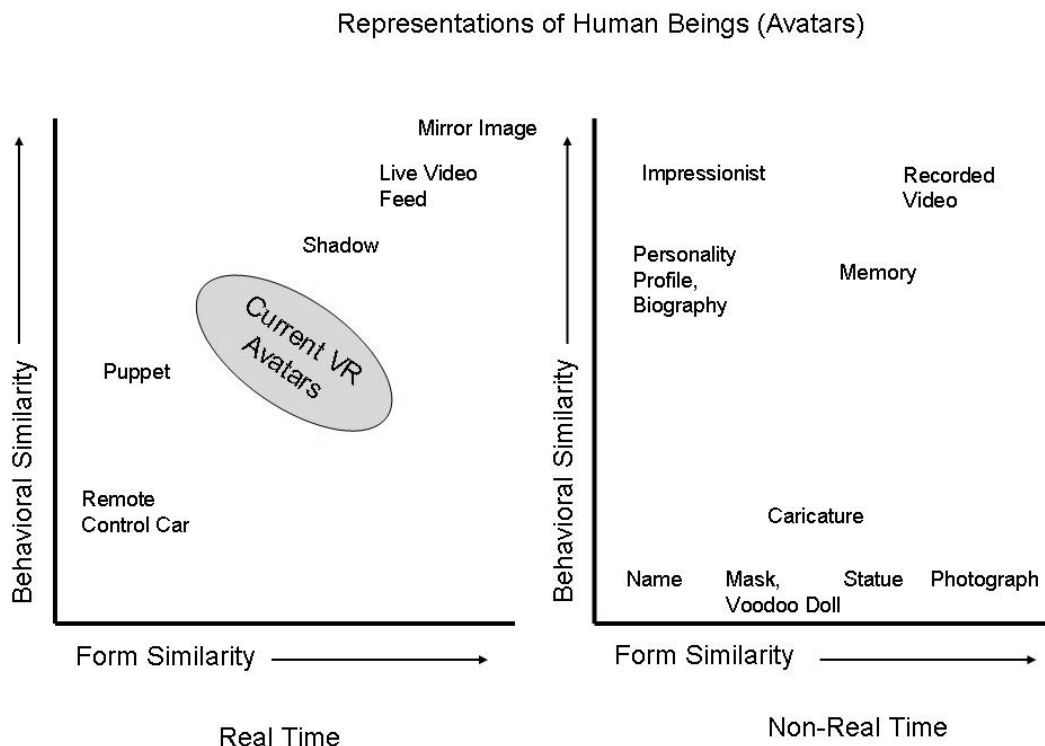 Representations of Human Beings (Avatars)
Behavioral Similarity
Mirror Image
Live Video
Feed
Shadow
Current VR
Avatars
Puppet
Remote
Control Car
Form Similarity
Real Time
Behavioral Similarity
Impressionist
Recorded
Video
Personality
Profile,
Biography
Memory
Caricature
Name
Mask,
Voodoo Doll
Statue
Photograph
Form Similarity
Non-Real Time